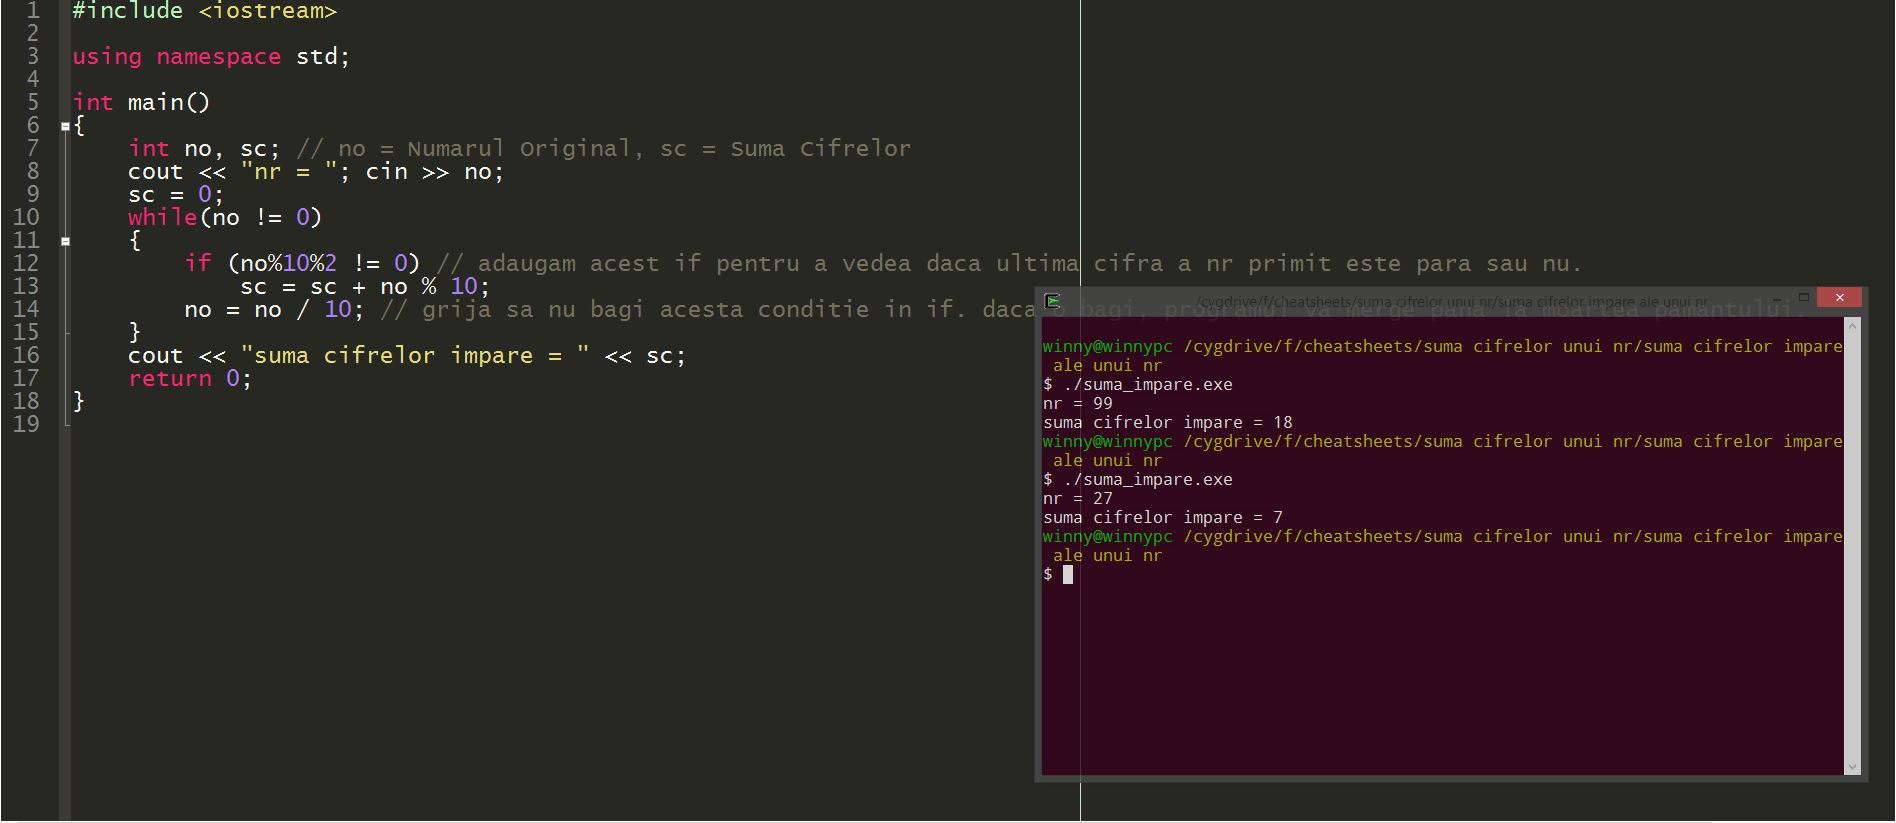 1 #include <iostream>
2
3 using namespace std;
4
5 int main()
6 {
7 int no, sc; // no = Numarul Original, sc = Suma Cifrelor
8 cout << "nr = "; cin >> no;
9 sc = 0;
10 while(no != 0)
11 {
12 if (no%10%2 != 0) // adaugam acest if pentru a vedea daca ultima cifra a nr primit este para sau nu.
13 sc = sc + no % 10;
14 no = no / 10; // grija sa nu bagi acesta conditie in if. daca o bagi, programul va merge pana la moartea pamantului.
15 }
16 cout << "suma cifrelor impare = " << sc;
17 return 0;
18 }
19
/cygdrive/f/cheatsheets/suma cifrelor unui nr/suma cifrelor impare ale unui nr
winny@winnypc /cygdrive/f/cheatsheets/suma cifrelor unui nr/suma cifrelor impare
ale unui nr
$ ./suma_impare.exe
nr = 99
suma cifrelor impare = 18
winny@winnypc /cygdrive/f/cheatsheets/suma cifrelor unui nr/suma cifrelor impare
ale unui nr
$ ./suma_impare.exe
nr = 27
suma cifrelor impare = 7
winny@winnypc /cygdrive/f/cheatsheets/suma cifrelor unui nr/suma cifrelor impare
ale unui nr
$